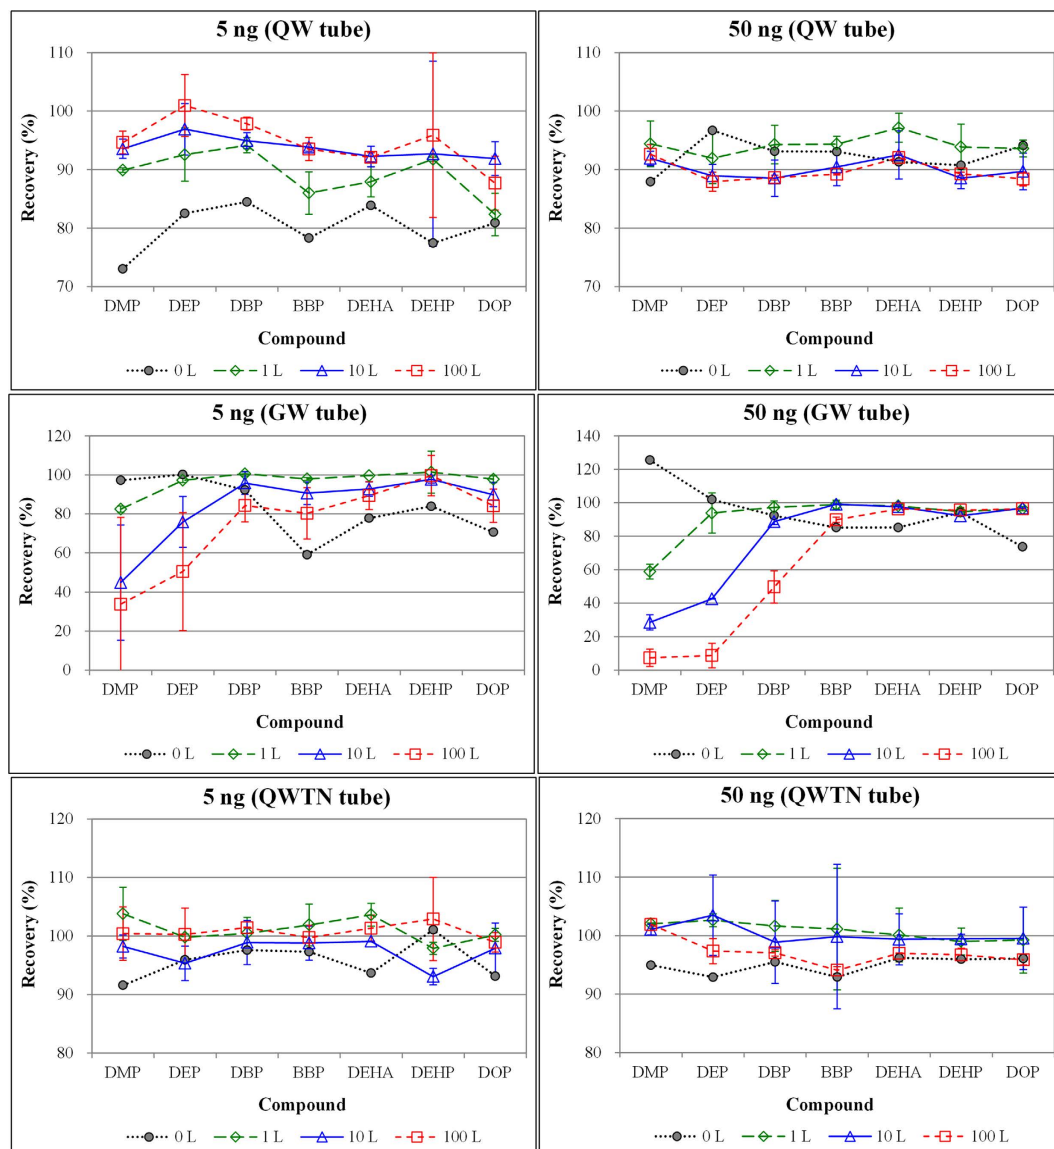 5 ng (QW tube)
110
100
90
80
70
Recovery (%)
DMP DEP DBP BBP DEHA DEHP DOP
Compound
0 L 1 L 10 L 100 L
50 ng (QW tube)
110
100
90
80
70
Recovery (%)
DMP DEP DBP BBP DEHA DEHP DOP
Compound
0 L 1 L 10 L 100 L
5 ng (GW tube)
120
100
80
60
40
20
0
Recovery (%)
DMP DEP DBP BBP DEHA DEHP DOP
Compound
0 L 1 L 10 L 100 L
50 ng (GW tube)
140
120
100
80
60
40
20
0
Recovery (%)
DMP DEP DBP BBP DEHA DEHP DOP
Compound
0 L 1 L 10 L 100 L
5 ng (QWTN tube)
120
110
100
90
80
Recovery (%)
DMP DEP DBP BBP DEHA DEHP DOP
Compound
0 L 1 L 10 L 100 L
50 ng (QWTN tube)
120
110
100
90
80
Recovery (%)
DMP DEP DBP BBP DEHA DEHP DOP
Compound
0 L 1 L 10 L 100 L